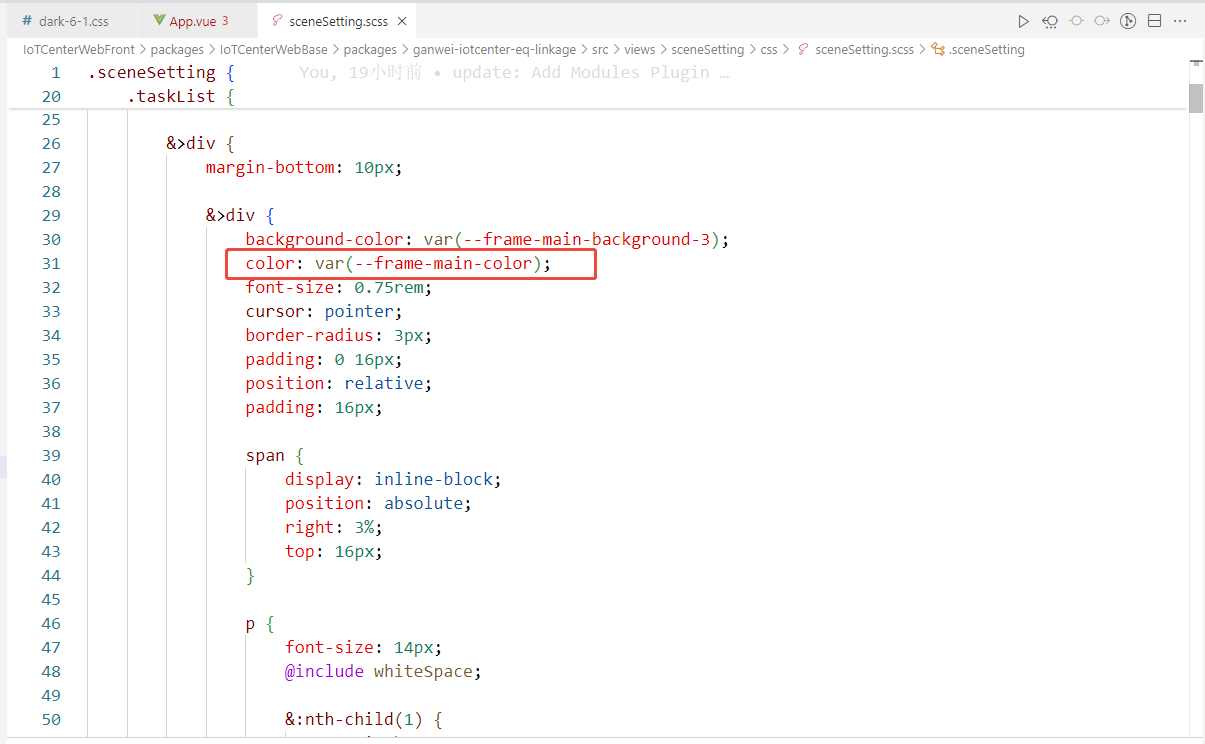 # dark-6-1.css App.vue 3 sceneSetting.scss ×
IoTCenterWebFront > packages > IoTCenterWebBase > packages > ganwei-iotcenter-eq-linkage > src > views > sceneSetting > css > sceneSetting.scss > .sceneSetting
1 .sceneSetting { You, 19小时前 • update: Add Modules Plugin …
20 .taskList {
25
26 &>div {
27 margin-bottom: 10px;
28
29 &>div {
30 background-color: var(--frame-main-background-3);
31 color: var(--frame-main-color);
32 font-size: 0.75rem;
33 cursor: pointer;
34 border-radius: 3px;
35 padding: 0 16px;
36 position: relative;
37 padding: 16px;
38
39 span {
40 display: inline-block;
41 position: absolute;
42 right: 3%;
43 top: 16px;
44 }
45
46 p {
47 font-size: 14px;
48 @include whiteSpace;
49
50 &:nth-child(1) {